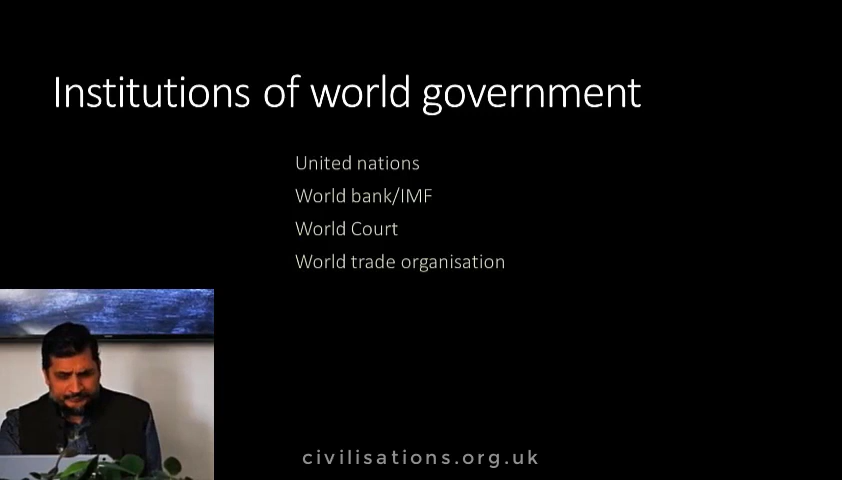 Institutions of world government
United nations
World bank/IMF
World Court
World trade organisation
civilisations.org.uk